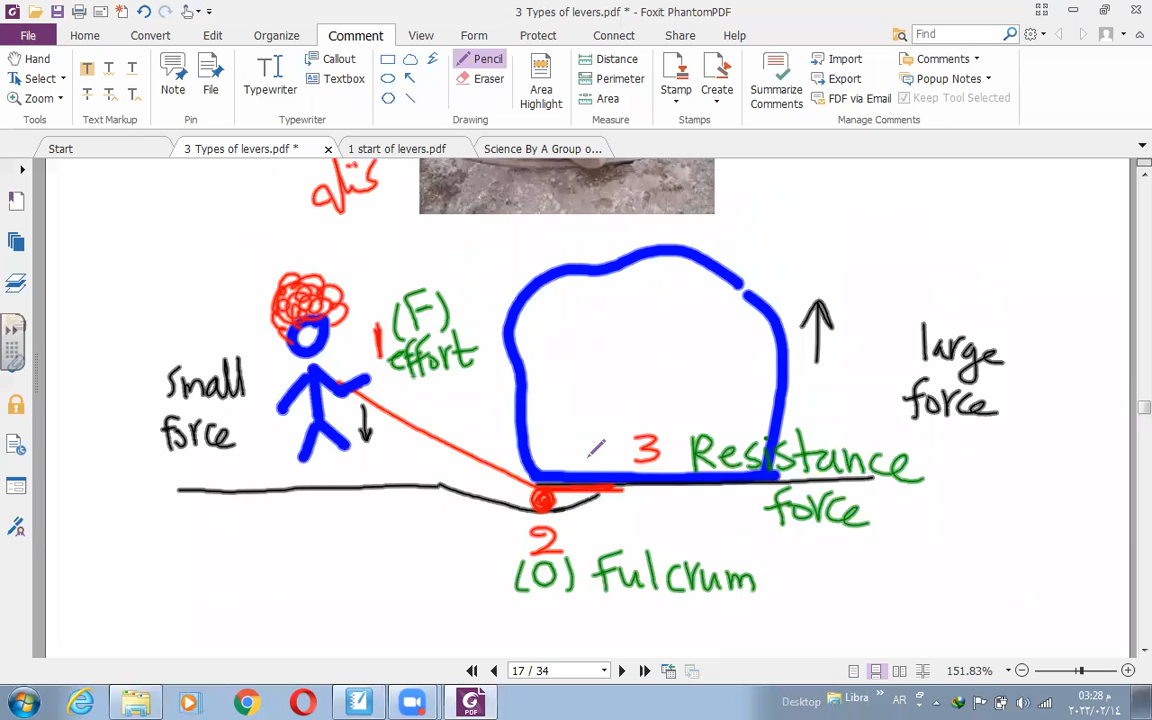 3 Types of levers.pdf * - Foxit PhantomPDF
File Home Convert Edit Organize Comment View Form Protect Connect Share Help Find
Hand
Select
Zoom
Tools
T T T
T T T
Text Markup
Note
File
Pin
Typewriter
Callout
Textbox
Typewriter
Pencil
Eraser
Drawing
Area
Highlight
Distance
Perimeter
Area
Measure
Stamp
Create
Stamps
Summarize
Comments
Import
Export
FDF via Email
Comments
Popup Notes
Keep Tool Selected
Manage Comments
Start
3 Types of levers.pdf *
1 start of levers.pdf
Science By A Group o...
1
(F)
effort
small
force
large
force
3 Resistance
force
2
(O) Fulcrum
17 / 34
151.83%
Desktop
Libra
AR
03:28 م
٢٠٢٢/٠٢/١٤